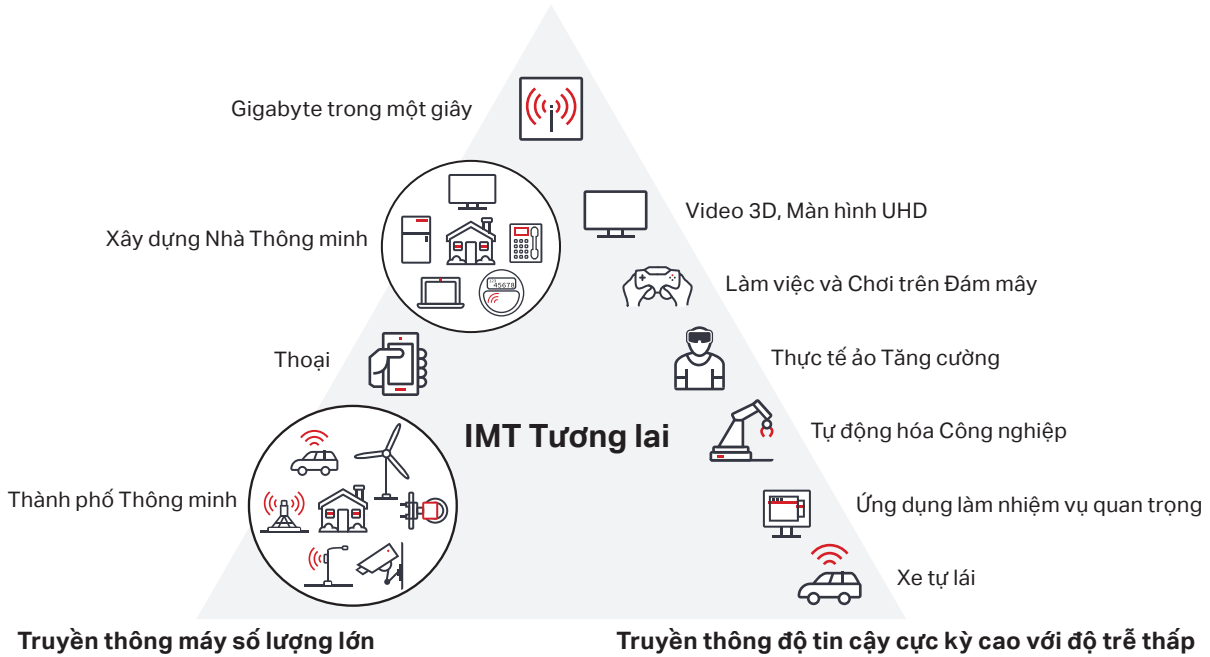 Gigabyte trong một giây
Video 3D, Màn hình UHD
Xây dựng Nhà Thông minh
Làm việc và Chơi trên Đám mây
Thoại
Thực tế ảo Tăng cường
IMT Tương lai
Tự động hóa Công nghiệp
Thành phố Thông minh
Ứng dụng làm nhiệm vụ quan trọng
Xe tự lái
Truyền thông máy số lượng lớn
Truyền thông độ tin cậy cực kỳ cao với độ trễ thấp